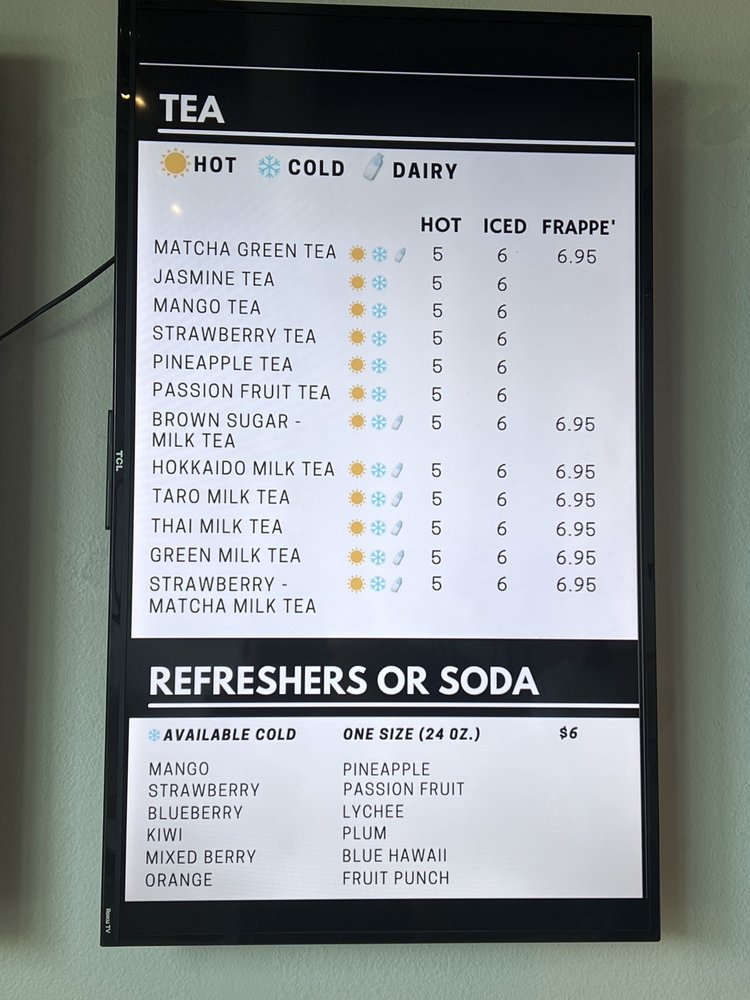 TEA
HOT COLD DAIRY
HOT ICED FRAPPE'
MATCHA GREEN TEA 5 6 6.95
JASMINE TEA 5 6
MANGO TEA 5 6
STRAWBERRY TEA 5 6
PINEAPPLE TEA 5 6
PASSION FRUIT TEA 5 6
BROWN SUGAR - 5 6 6.95
MILK TEA
HOKKAIDO MILK TEA 5 6 6.95
TARO MILK TEA 5 6 6.95
THAI MILK TEA 5 6 6.95
GREEN MILK TEA 5 6 6.95
STRAWBERRY - 5 6 6.95
MATCHA MILK TEA
REFRESHERS OR SODA
AVAILABLE COLD ONE SIZE (24 OZ.) $6
MANGO PINEAPPLE
STRAWBERRY PASSION FRUIT
BLUEBERRY LYCHEE
KIWI PLUM
MIXED BERRY BLUE HAWAII
ORANGE FRUIT PUNCH
TCL
Roku TV